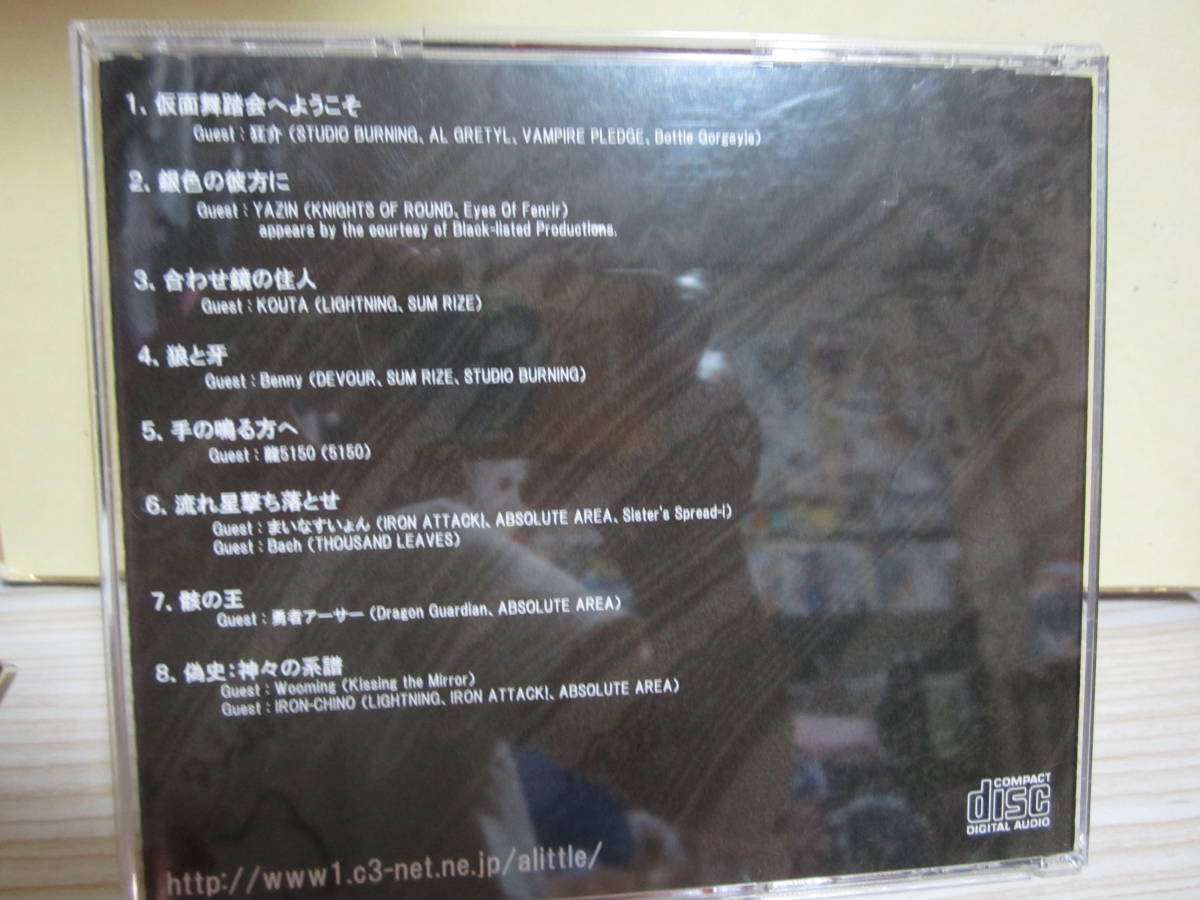 1、仮面舞踏会へようこそ
Guest：狂介（STUDIO BURNING、AL GRETYL、VAMPIRE PLEDGE、Bottle Gorgayle）
2、銀色の彼方に
Guest：YAZIN（KNIGHTS OF ROUND、Eyes Of Fenrir）
appears by the courtesy of Black-listed Productions.
3、合わせ鏡の住人
Guest：KOUTA（LIGHTNING、SUM RIZE）
4、狼と牙
Guest：Benny（DEVOUR、SUM RIZE、STUDIO BURNING）
5、手の鳴る方へ
Guest：龍5150（5150）
6、流れ星撃ち落とせ
Guest：まいなすいょん（IRON ATTACK!、ABSOLUTE AREA、Sister's Spread-i）
Guest：Bach（THOUSAND LEAVES）
7、骸の王
Guest：勇者アーサー（Dragon Guardian、ABSOLUTE AREA）
8、偽史：神々の系譜
Guest：Wooming（Kissing the Mirror）
Guest：IRON-CHINO（LIGHTNING、IRON ATTACK!、ABSOLUTE AREA）
COMPACT
disc
DIGITAL AUDIO
http://www1.c3-net.ne.jp/alittle/